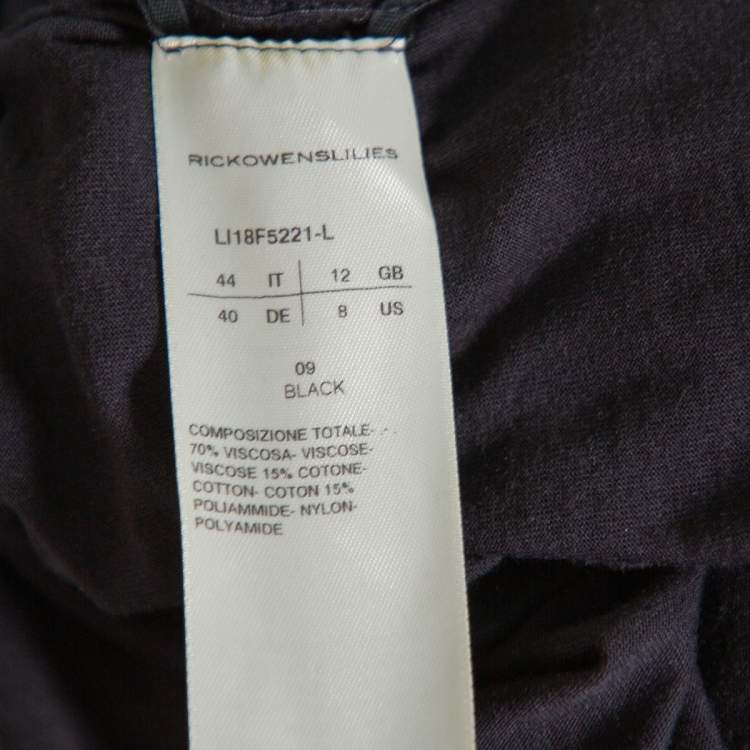 RICKOWENSLILIES
LI18F5221-L
44 IT 12 GB
40 DE 8 US
09
BLACK
COMPOSIZIONE TOTALE- -
70% VISCOSA- VISCOSE-
VISCOSE 15% COTONE-
COTTON- COTON 15%
POLIAMMIDE- NYLON-
POLYAMIDE